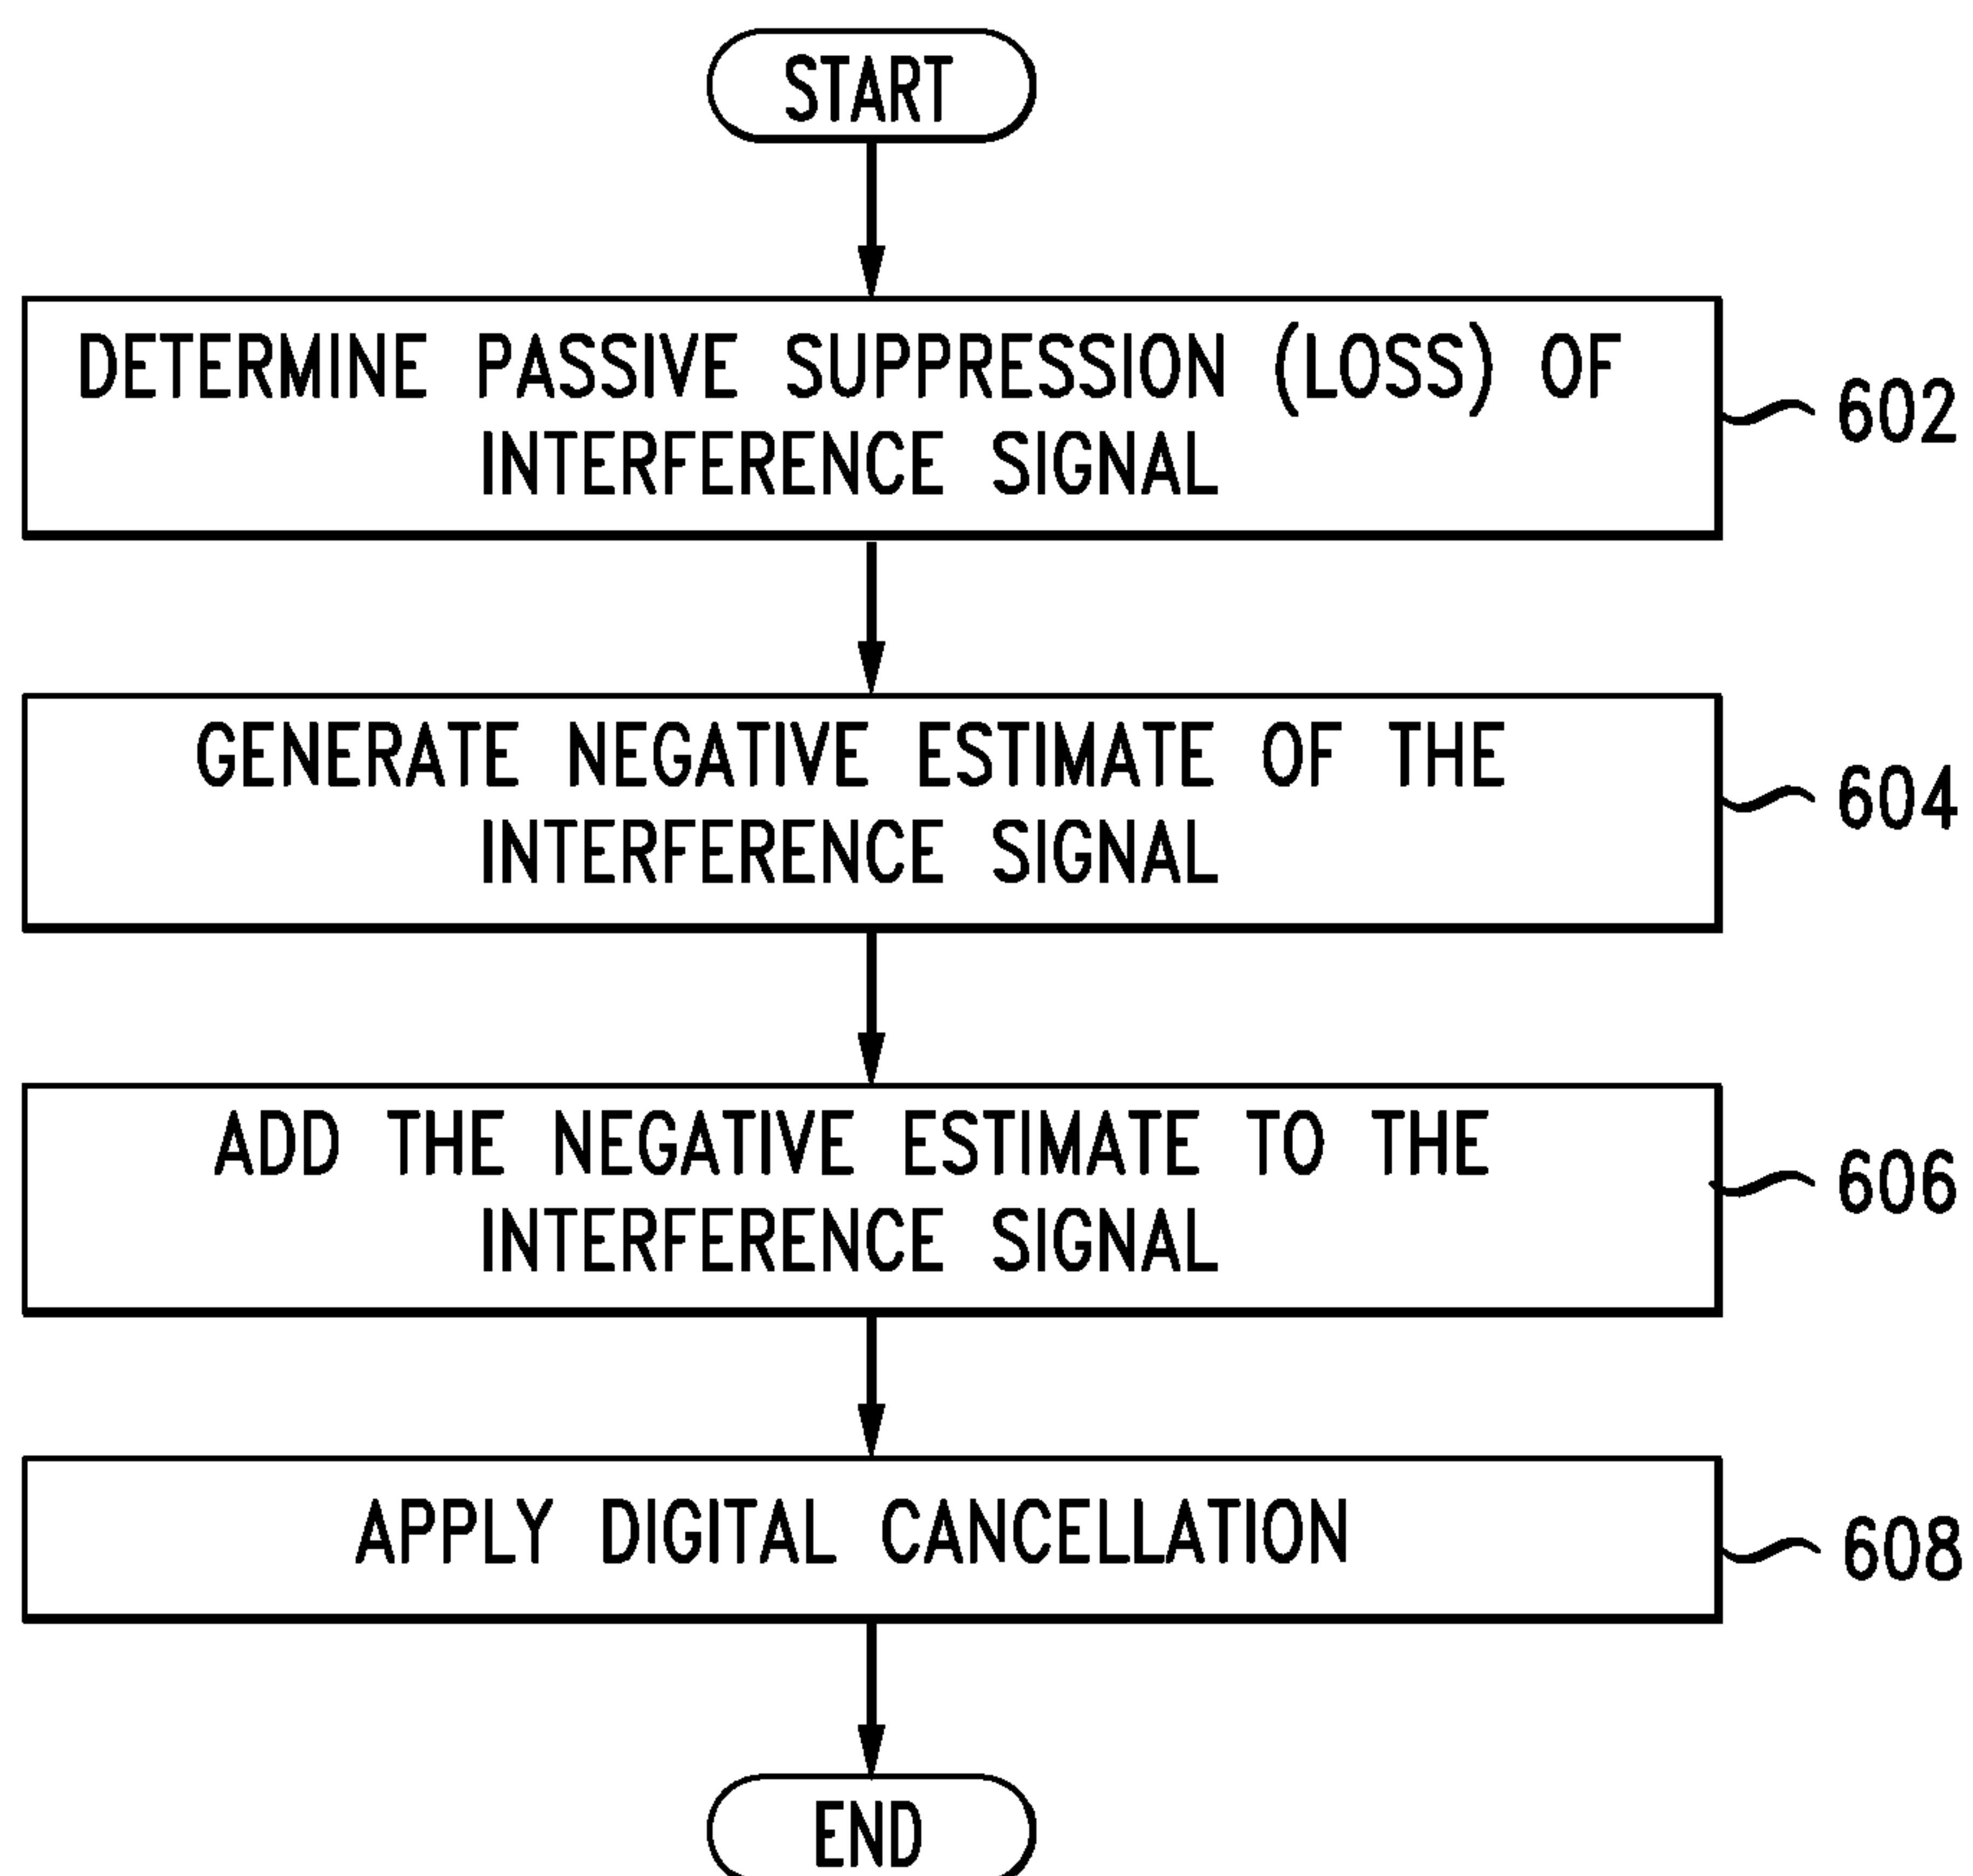 START
DETERMINE PASSIVE SUPPRESSION (LOSS) OF
INTERFERENCE SIGNAL
602
GENERATE NEGATIVE ESTIMATE OF THE
INTERFERENCE SIGNAL
604
ADD THE NEGATIVE ESTIMATE TO THE
INTERFERENCE SIGNAL
606
APPLY DIGITAL CANCELLATION
608
END